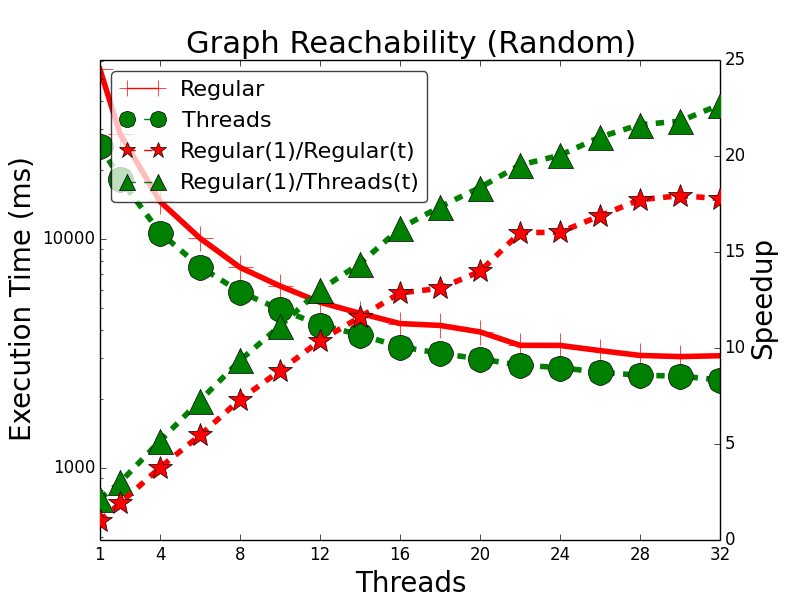 Graph Reachability (Random)
Regular
Threads
Regular(1)/Regular(t)
Regular(1)/Threads(t)
Execution Time (ms)
10000
1000
25
20
15
10
5
0
Speedup
1 4 8 12 16 20 24 28 32
Threads